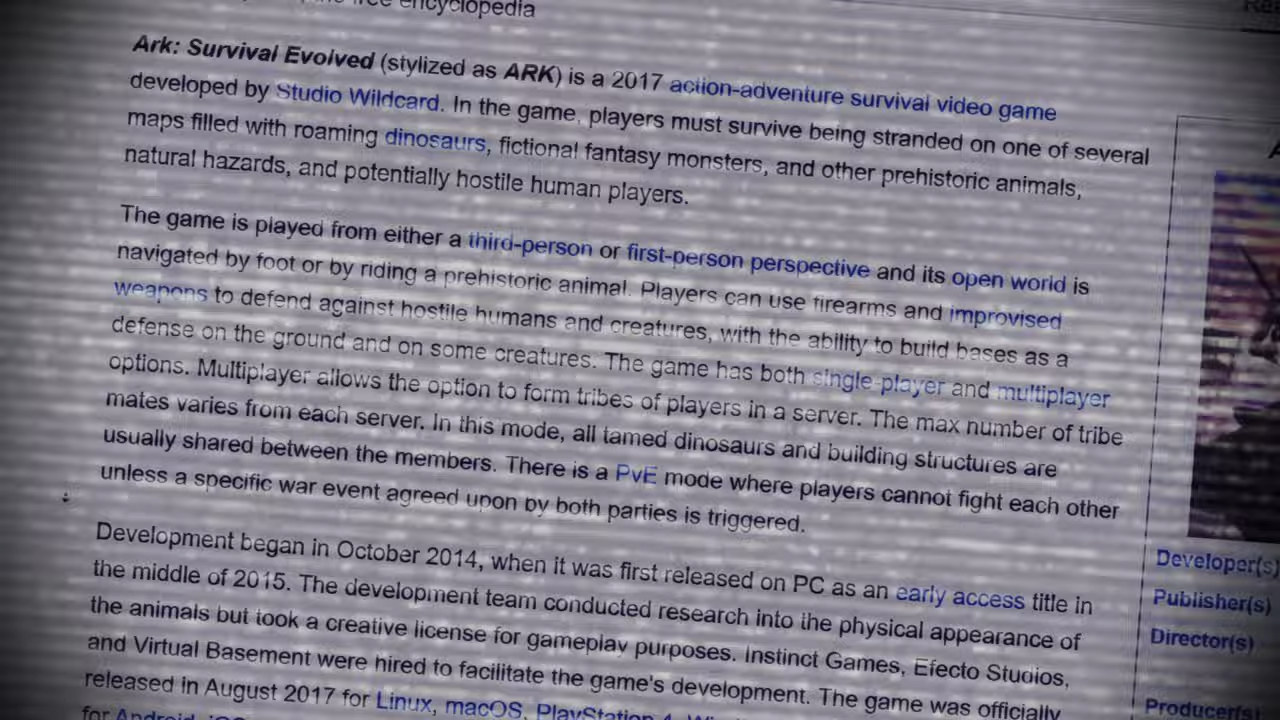 the free encyclopedia
Ark: Survival Evolved (stylized as ARK) is a 2017 action-adventure survival video game
developed by Studio Wildcard. In the game, players must survive being stranded on one of several
maps filled with roaming dinosaurs, fictional fantasy monsters, and other prehistoric animals,
natural hazards, and potentially hostile human players.
The game is played from either a third-person or first-person perspective and its open world is
navigated by foot or by riding a prehistoric animal. Players can use firearms and improvised
weapons to defend against hostile humans and creatures, with the ability to build bases as a
defense on the ground and on some creatures. The game has both single-player and multiplayer
options. Multiplayer allows the option to form tribes of players in a server. The max number of tribe
mates varies from each server. In this mode, all tamed dinosaurs and building structures are
usually shared between the members. There is a PvE mode where players cannot fight each other
unless a specific war event agreed upon by both parties is triggered.
Development began in October 2014, when it was first released on PC as an early access title in
the middle of 2015. The development team conducted research into the physical appearance of
the animals but took a creative license for gameplay purposes. Instinct Games, Efecto Studios,
and Virtual Basement were hired to facilitate the game's development. The game was officially
released in August 2017 for Linux, macOS, PlayStation 4,
for Android,
Developer(s)
Publisher(s)
Director(s)
Producer(s)